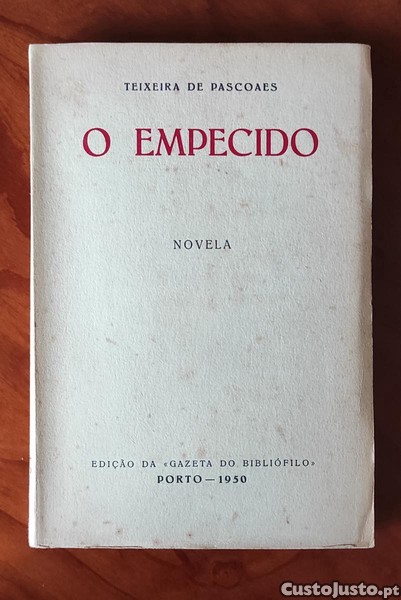 TEIXEIRA DE PASCOAES
O EMPECIDO
NOVELA
EDIÇÃO DA «GAZETA DO BIBLIÓFILO»
PORTO — 1950
CustoJusto.pt